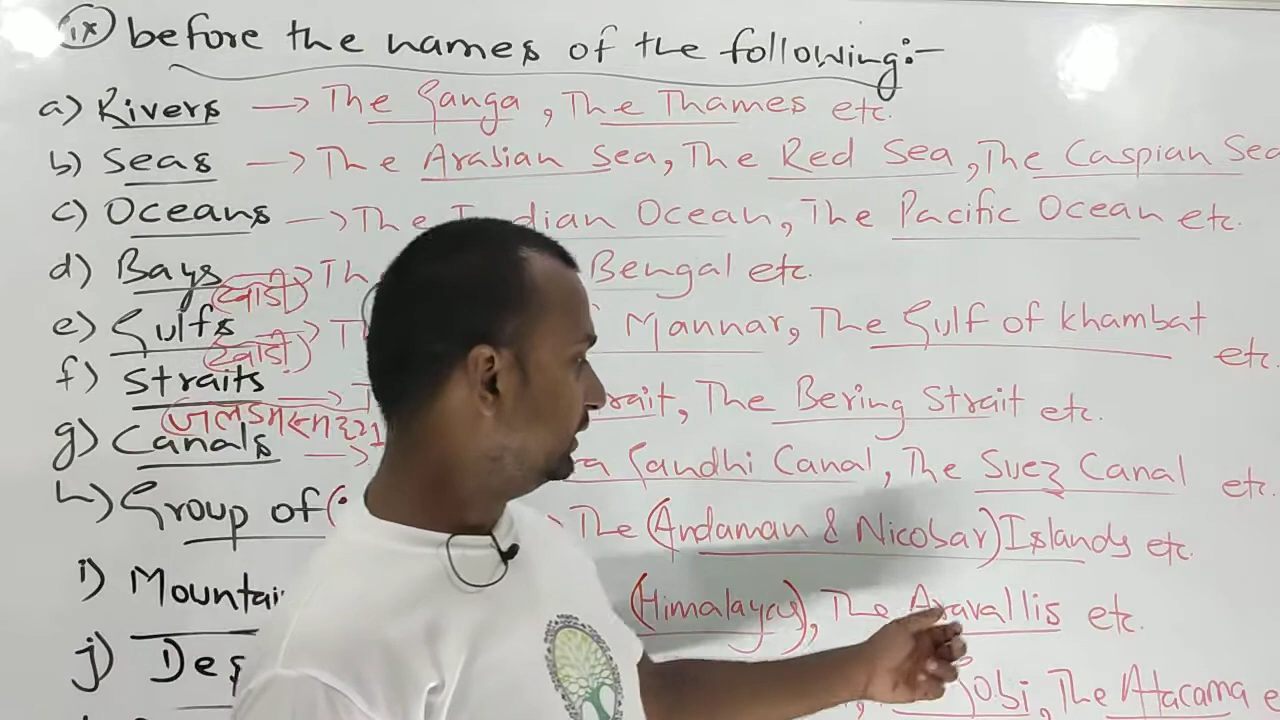 ix before the names of the following:-
a) Rivers → The Ganga, The Thames etc.
b) Seas → The Arabian Sea, The Red Sea, The Caspian Sea
c) Oceans → The Indian Ocean, The Pacific Ocean etc.
d) Bays → Th Bengal etc.
(खाडी)
e) Gulfs → T Mannar, The Gulf of Khambat etc.
(खाडी)
f) Straits → T rait, The Bering Strait etc.
g) Canals → a Gandhi Canal, The Suez Canal etc.
h) Group of ( The (Andaman & Nicobar) Islands etc.
i) Mountai (Himalayas), The Aravallis etc.
j) Des Gobi, The Atacama e